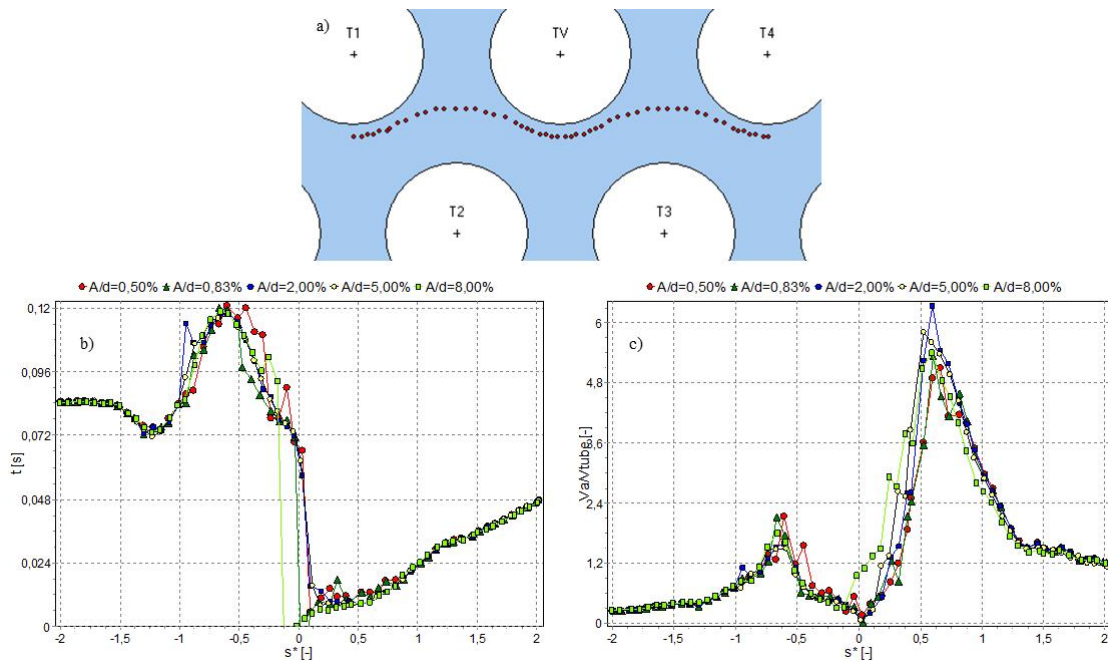 a)
T1
TV
T4
T2
T3
A/d=0,50% A/d=0,83% A/d=2,00% A/d=5,00% A/d=8,00%
b)
0,12
0,096
0,072
0,048
0,024
0
t [s]
-2 -1,5 -1 -0,5 0 0,5 1 1,5 2
s* [-]
A/d=0,50% A/d=0,83% A/d=2,00% A/d=5,00% A/d=8,00%
c)
6
4,8
3,6
2,4
1,2
0
[-]
-2 -1,5 -1 -0,5 0 0,5 1 1,5 2
s* [-]